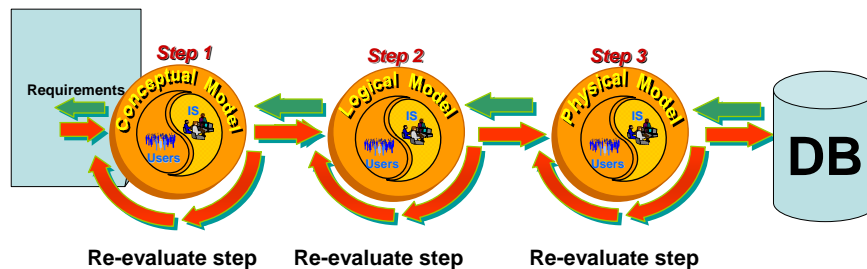 Step 1
Step 2
Step 3
Requirements
Conceptual Model
IS
Users
Logical Model
IS
Users
Physical Model
IS
Users
DB
Re-evaluate step
Re-evaluate step
Re-evaluate step